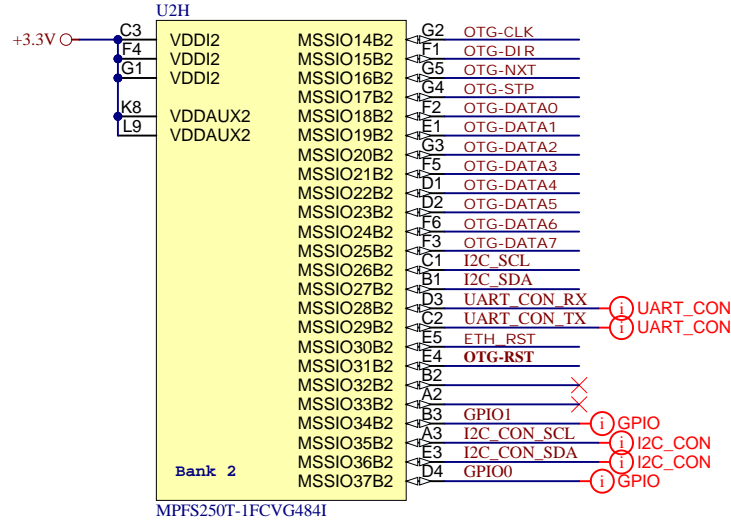 U2H
+3.3V C3 VDDI2 MSSIO14B2 G2 OTG-CLK
F4 VDDI2 MSSIO15B2 F1 OTG-DIR
G1 VDDI2 MSSIO16B2 G5 OTG-NXT
MSSIO17B2 G4 OTG-STP
K8 VDDAUX2 MSSIO18B2 F2 OTG-DATA0
L9 VDDAUX2 MSSIO19B2 E1 OTG-DATA1
MSSIO20B2 G3 OTG-DATA2
MSSIO21B2 F5 OTG-DATA3
MSSIO22B2 D1 OTG-DATA4
MSSIO23B2 D2 OTG-DATA5
MSSIO24B2 F6 OTG-DATA6
MSSIO25B2 F3 OTG-DATA7
MSSIO26B2 C1 I2C_SCL
MSSIO27B2 B1 I2C_SDA
MSSIO28B2 D3 UART_CON_RX i UART_CON
MSSIO29B2 C2 UART_CON_TX i UART_CON
MSSIO30B2 E5 ETH_RST
MSSIO31B2 E4 OTG-RST
MSSIO32B2 B2
MSSIO33B2 A2
MSSIO34B2 B3 GPIO1 i GPIO
MSSIO35B2 A3 I2C_CON_SCL i I2C_CON
MSSIO36B2 E3 I2C_CON_SDA i I2C_CON
Bank 2 MSSIO37B2 D4 GPIO0 i GPIO
MPFS250T-1FCVG484I